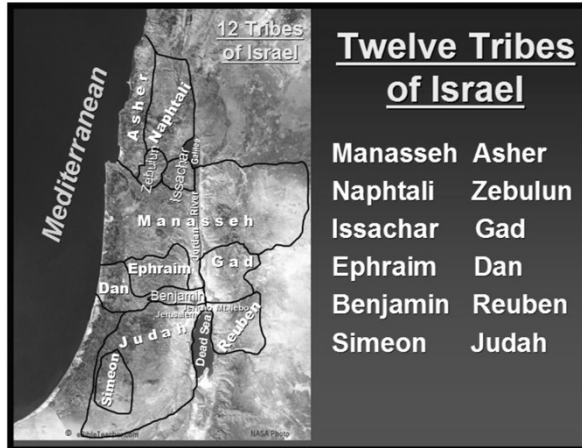 12 Tribes
of Israel
Mediterranean
Asher
Naphtali
Zebulun
Issachar
Galilee
Manasseh
Jordan River
Ephraim
Gad
Dan
Benjamin
Jericho Mt. Nebo
Jerusalem
Judah
Dead Sea
Reuben
Simeon
NASA Photo
Twelve Tribes
of Israel
Manasseh Asher
Naphtali Zebulun
Issachar Gad
Ephraim Dan
Benjamin Reuben
Simeon Judah